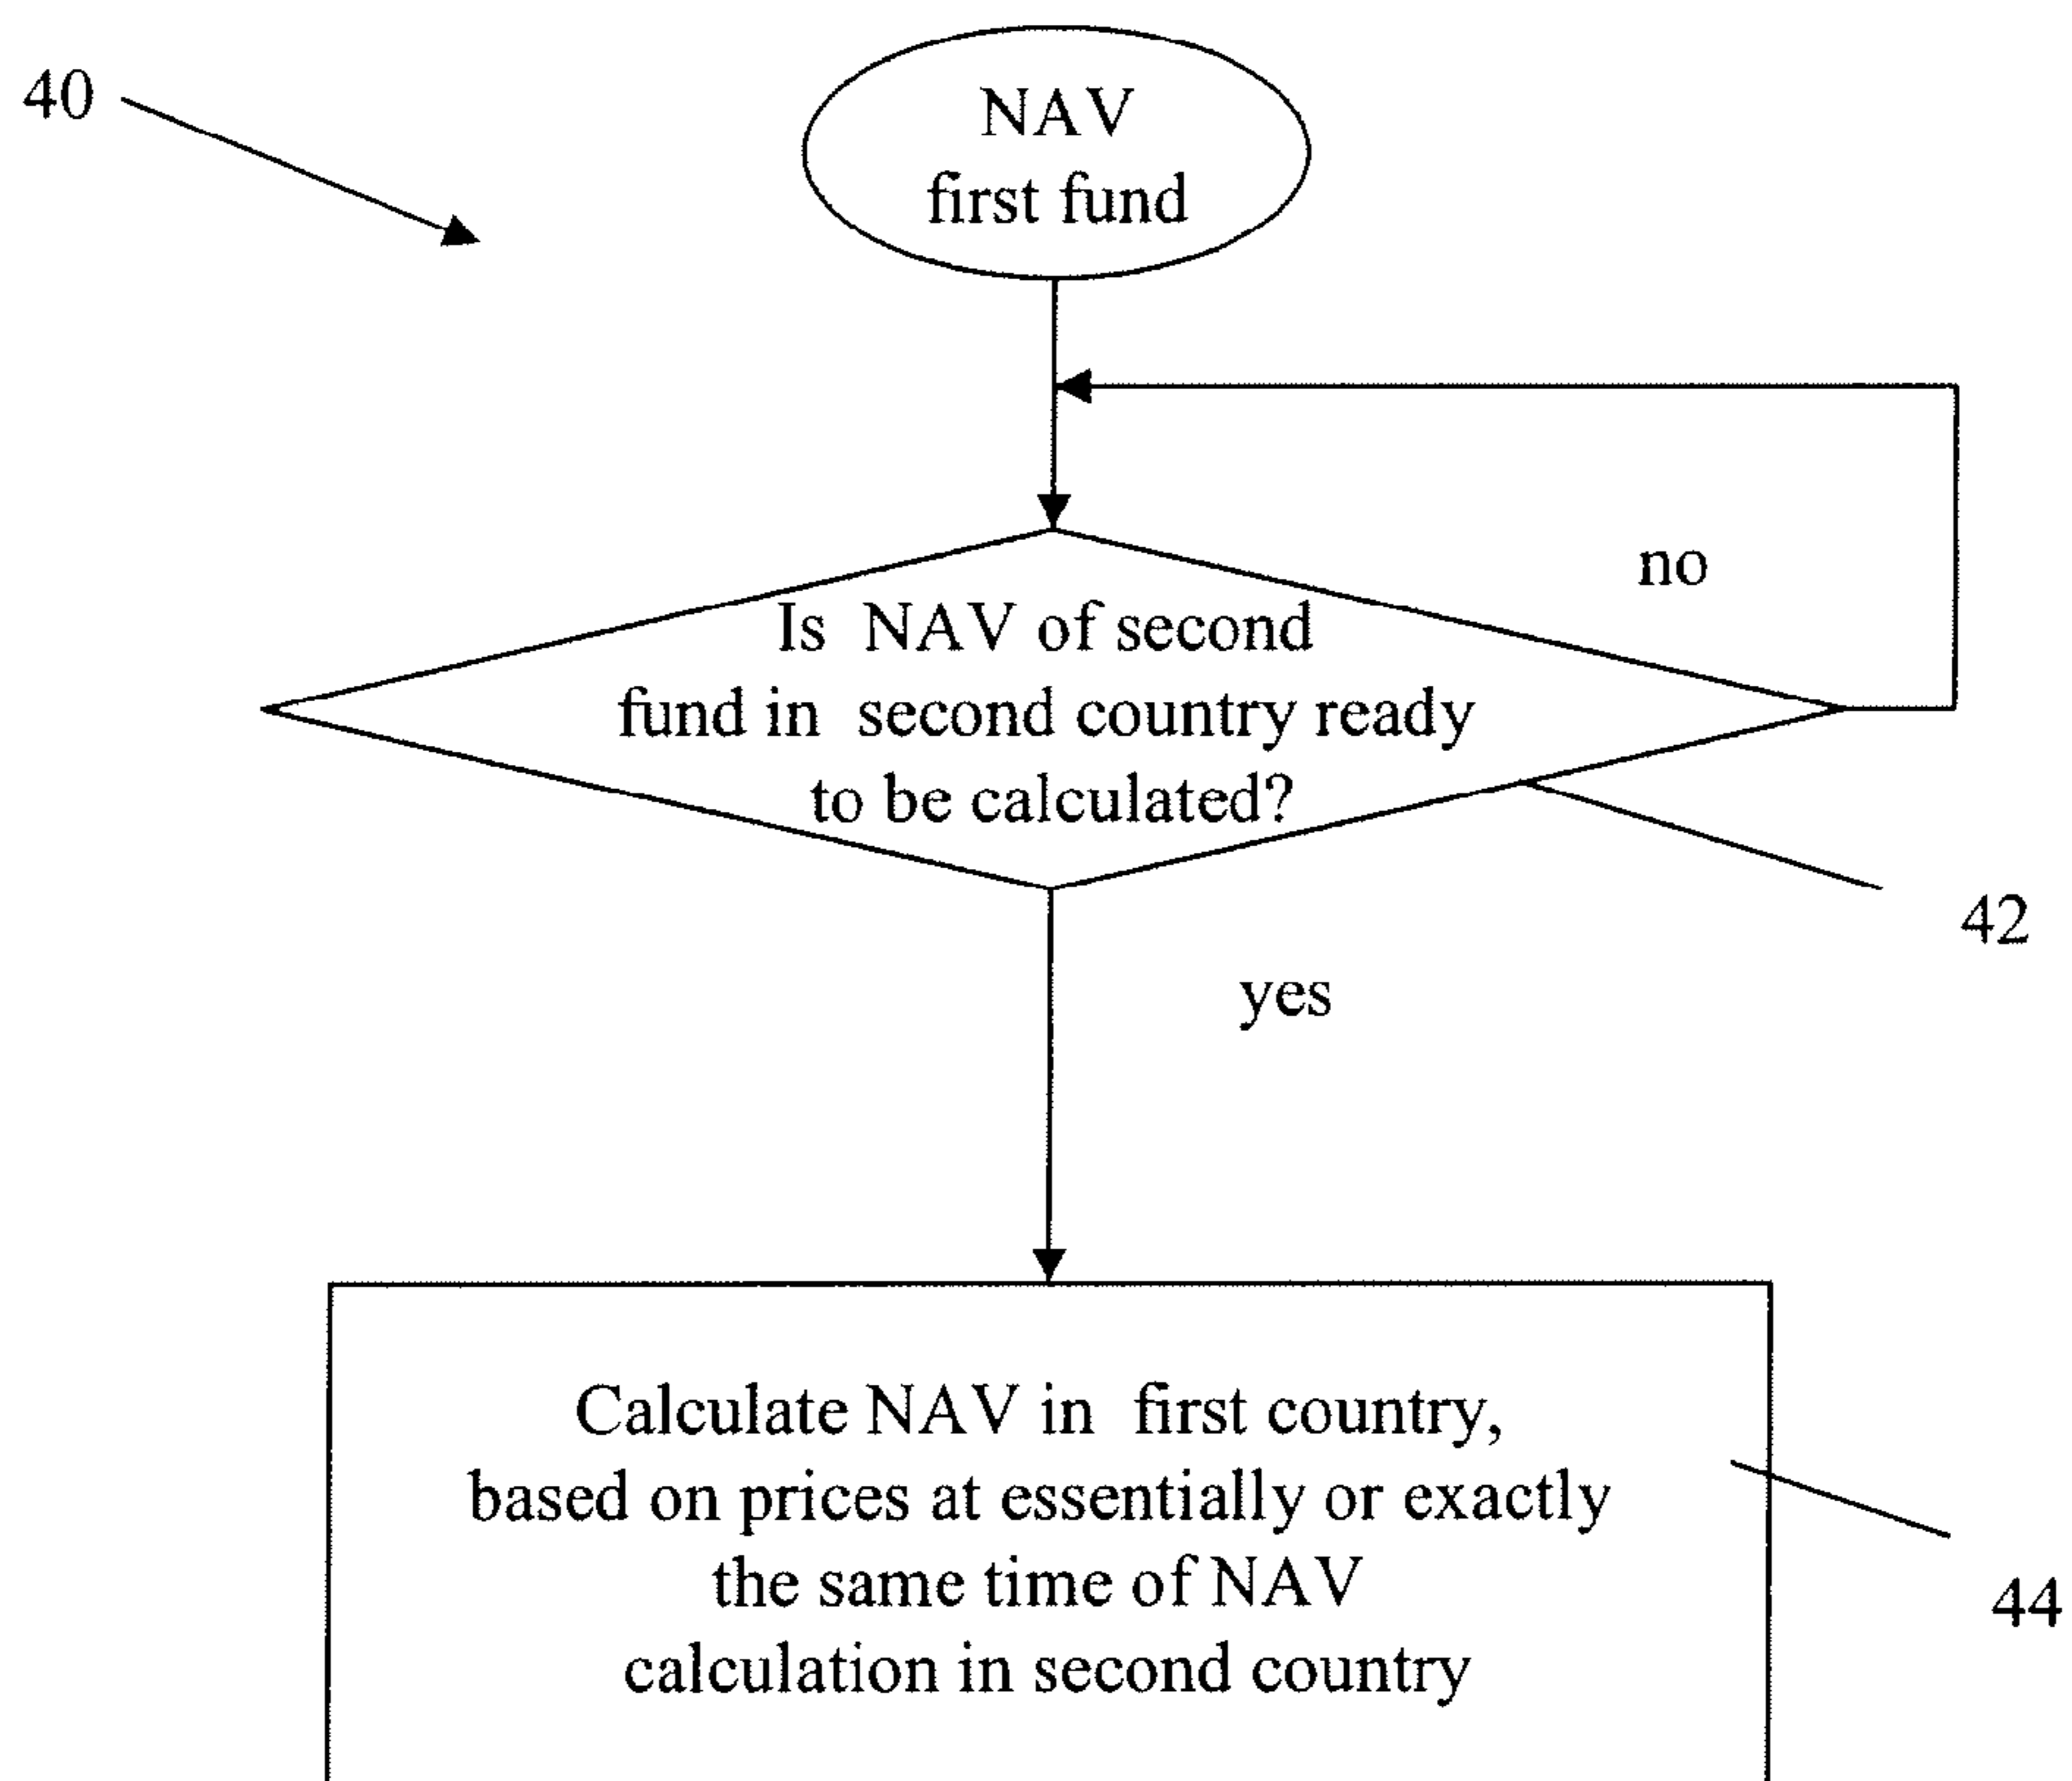 40
NAV
first fund
no
Is NAV of second
fund in second country ready
to be calculated?
42
yes
Calculate NAV in first country,
based on prices at essentially or exactly
the same time of NAV
calculation in second country
44